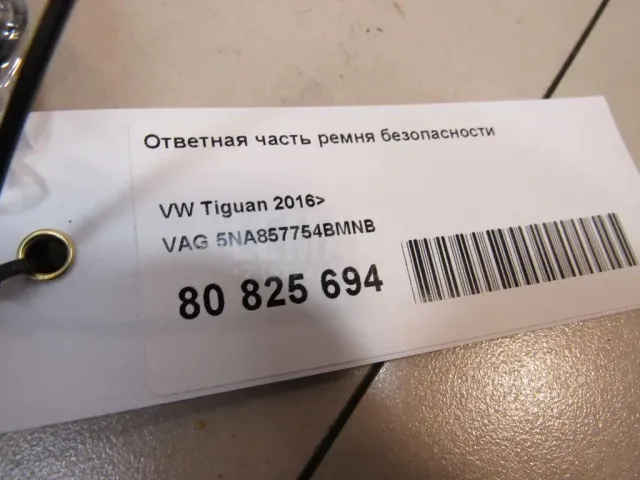 Ответная часть ремня безопасности
VW Tiguan 2016>
VAG 5NA857754BMNB
80 825 694